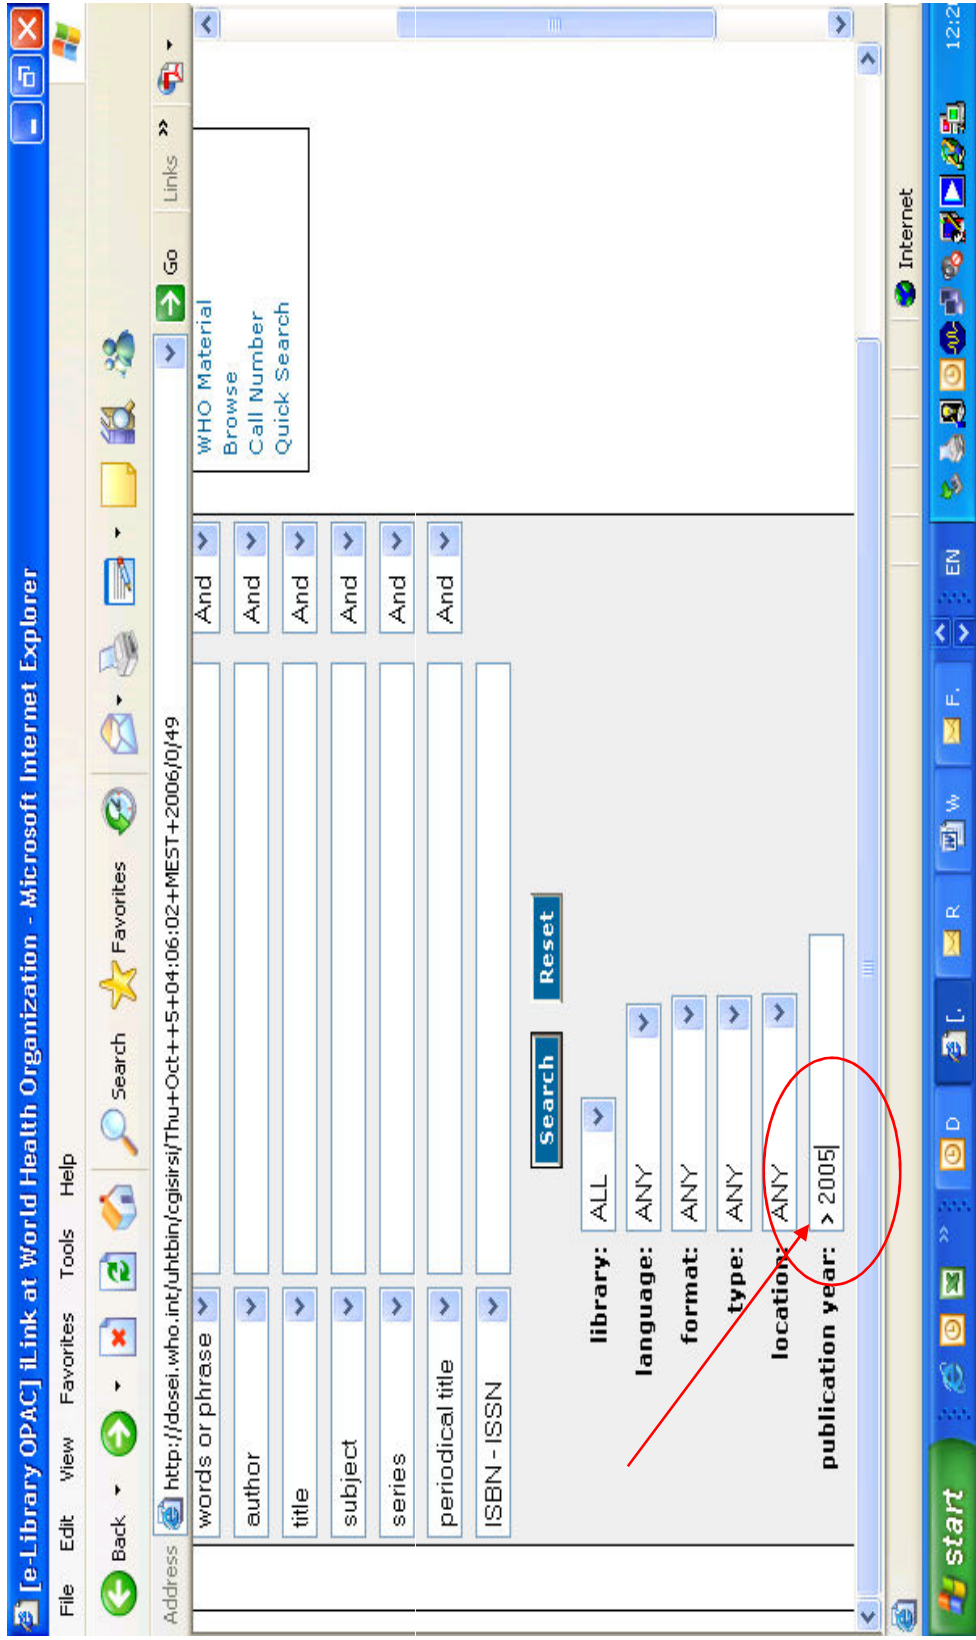 [e-Library OPAC] iLink at World Health Organization - Microsoft Internet Explorer
File Edit View Favorites Tools Help
Back Search Favorites
Address http://dosei.who.int/uhtbin/cgisirsi/Thu+Oct++5+04:06:02+MEST+2006/0/49 Go Links »
words or phrase And
author And
title And
subject And
series And
periodical title And
ISBN - ISSN
WHO Material
Browse
Call Number
Quick Search
Search Reset
library: ALL
language: ANY
format: ANY
type: ANY
location: ANY
publication year: > 2005
Internet
start » D [. R W F. EN